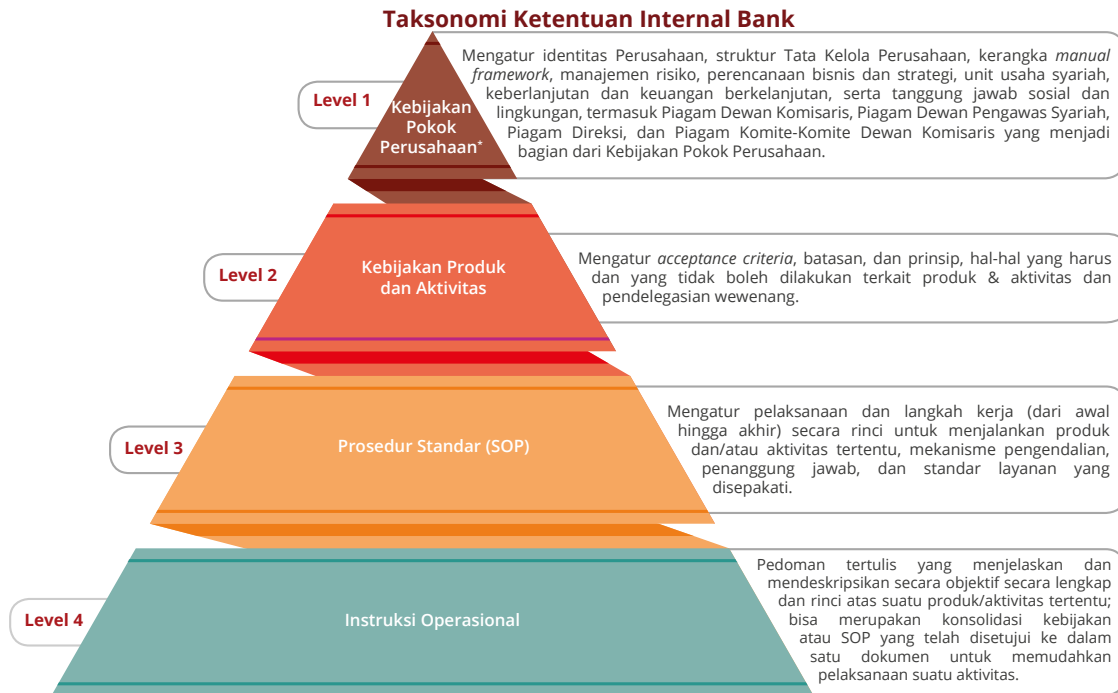 Taksonomi Ketentuan Internal Bank
Level 1
Kebijakan
Pokok
Perusahaan*
Mengatur identitas Perusahaan, struktur Tata Kelola Perusahaan, kerangka manual
framework, manajemen risiko, perencanaan bisnis dan strategi, unit usaha syariah,
keberlanjutan dan keuangan berkelanjutan, serta tanggung jawab sosial dan
lingkungan, termasuk Piagam Dewan Komisaris, Piagam Dewan Pengawas Syariah,
Piagam Direksi, dan Piagam Komite-Komite Dewan Komisaris yang menjadi
bagian dari Kebijakan Pokok Perusahaan.
Level 2
Kebijakan Produk
dan Aktivitas
Mengatur acceptance criteria, batasan, dan prinsip, hal-hal yang harus
dan yang tidak boleh dilakukan terkait produk & aktivitas dan
pendelegasian wewenang.
Level 3
Prosedur Standar (SOP)
Mengatur pelaksanaan dan langkah kerja (dari awal
hingga akhir) secara rinci untuk menjalankan produk
dan/atau aktivitas tertentu, mekanisme pengendalian,
penanggung jawab, dan standar layanan yang
disepakati.
Level 4
Instruksi Operasional
Pedoman tertulis yang menjelaskan dan
mendeskripsikan secara objektif secara lengkap
dan rinci atas suatu produk/aktivitas tertentu;
bisa merupakan konsolidasi kebijakan
atau SOP yang telah disetujui ke dalam
satu dokumen untuk memudahkan
pelaksanaan suatu aktivitas.